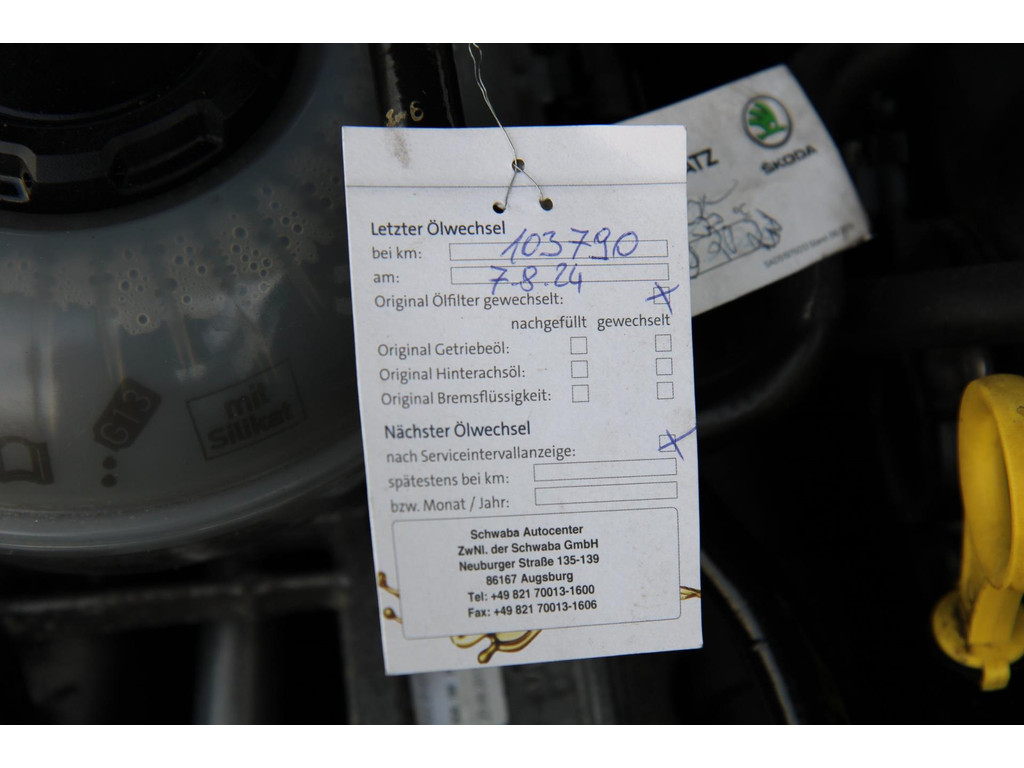 Letzter Ölwechsel
bei km: 103790
am: 7.8.24
Original Ölfilter gewechselt:
nachgefüllt gewechselt
Original Getriebeöl:
Original Hinterachsöl:
Original Bremsflüssigkeit:
Nächster Ölwechsel
nach Serviceintervallanzeige:
spätestens bei km:
bzw. Monat / Jahr:
Schwaba Autocenter
ZwNl. der Schwaba GmbH
Neuburger Straße 135-139
86167 Augsburg
Tel: +49 821 70013-1600
Fax: +49 821 70013-1606
ŠKODA
G13
mit
Silikat